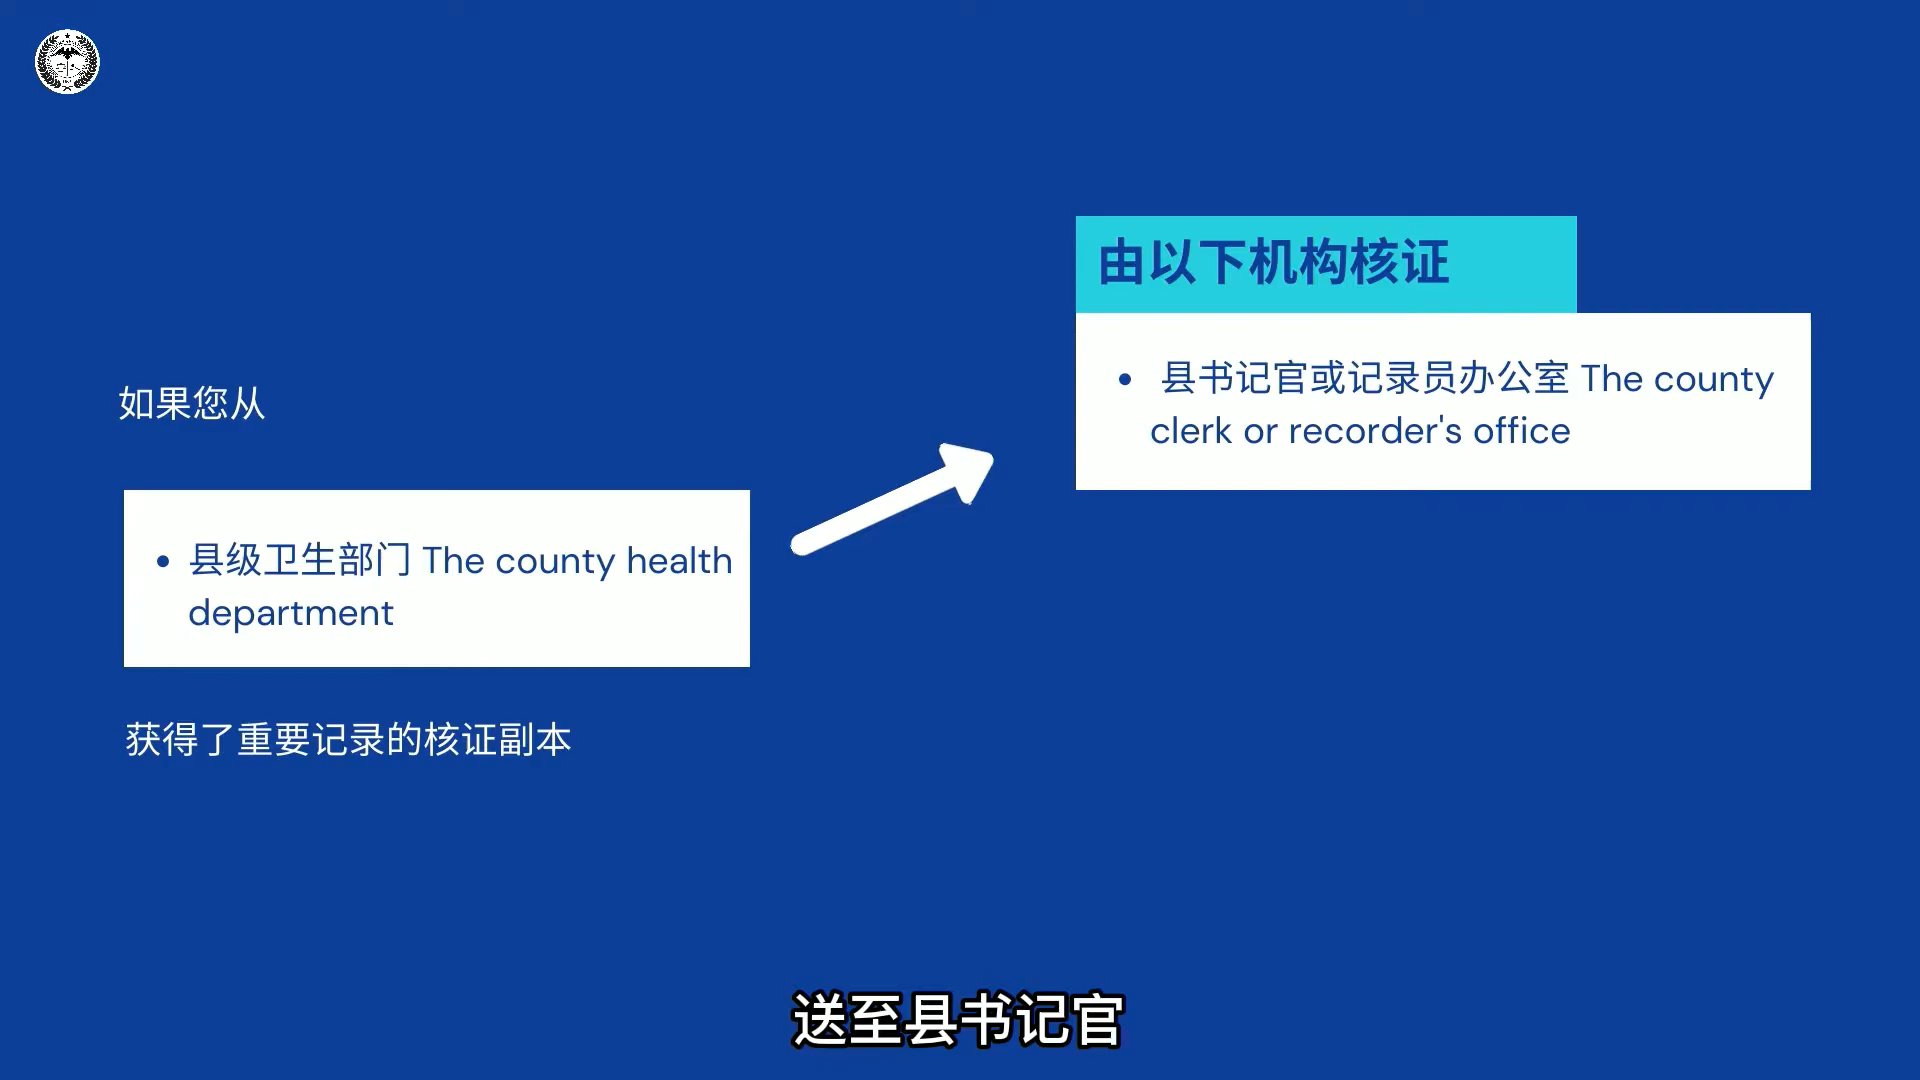 如果您从
• 县级卫生部门 The county health
department
获得了重要记录的核证副本
由以下机构核证
• 县书记官或记录员办公室 The county
clerk or recorder's office
送至县书记官